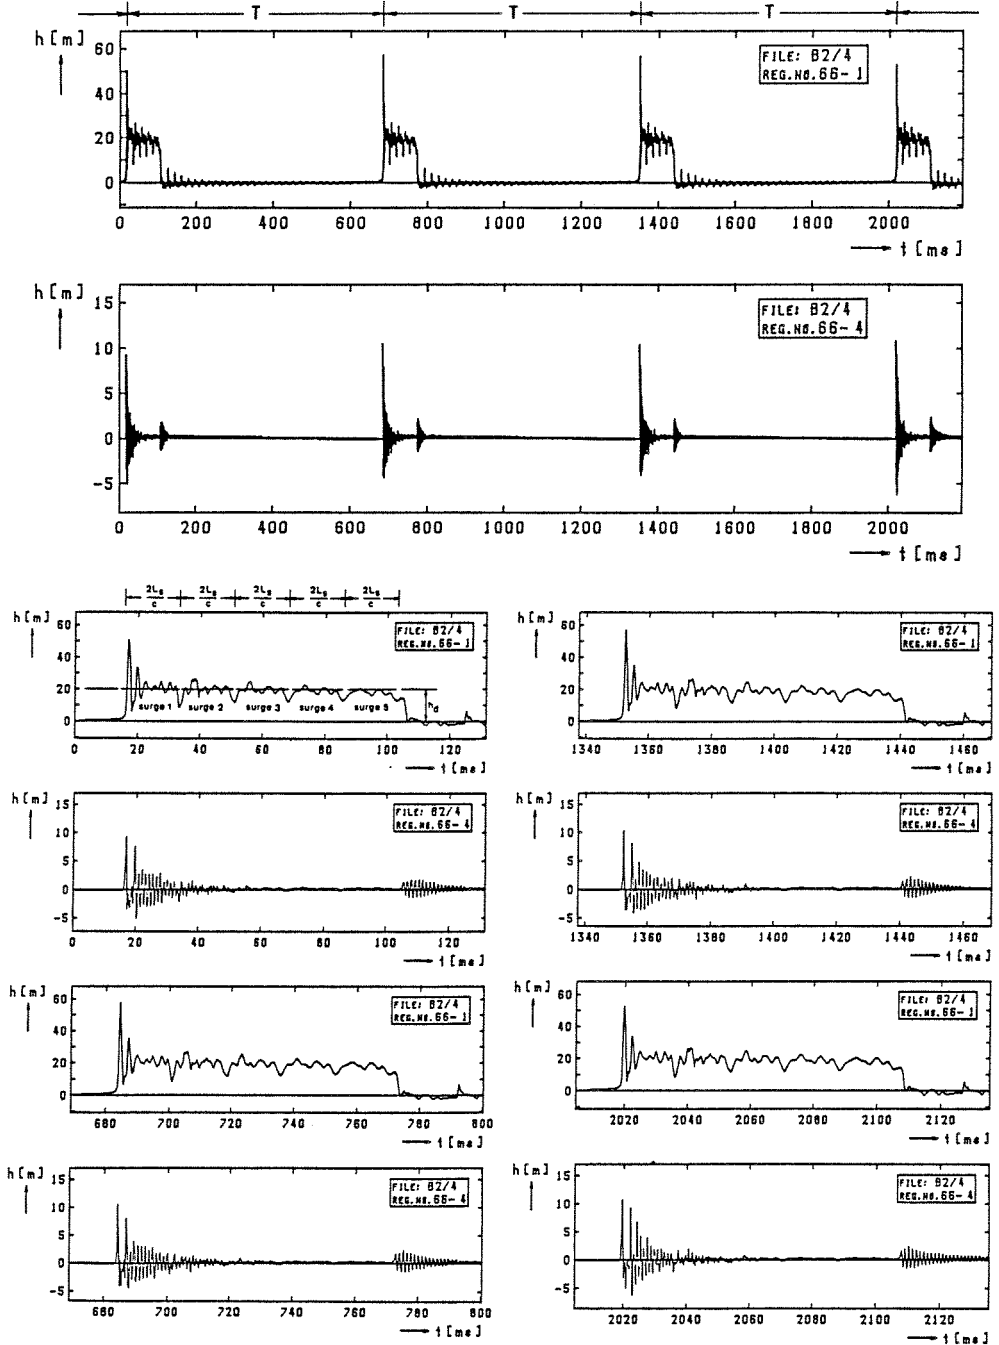 T T T
h [m]
60
40
20
0
FILE: B2/4
REG.NO.66-1
0 200 400 600 800 1000 1200 1400 1600 1800 2000
t [ms]
h [m]
15
10
5
0
-5
FILE: B2/4
REG.NO.66-4
0 200 400 600 800 1000 1200 1400 1600 1800 2000
t [ms]
2Ls/c 2Ls/c 2Ls/c 2Ls/c 2Ls/c
h [m]
60
40
20
0
FILE: B2/4
REG.NO.66-1
surge 1 surge 2 surge 3 surge 4 surge 5
hd
0 20 40 60 80 100 120
t [ms]
h [m]
60
40
20
0
FILE: B2/4
REG.NO.66-1
1340 1360 1380 1400 1420 1440 1460
t [ms]
h [m]
15
10
5
0
-5
FILE: B2/4
REG.NO.66-4
0 20 40 60 80 100 120
t [ms]
h [m]
15
10
5
0
-5
FILE: B2/4
REG.NO.66-4
1340 1360 1380 1400 1420 1440 1460
t [ms]
h [m]
60
40
20
0
FILE: B2/4
REG.NO.66-1
680 700 720 740 760 780 800
t [ms]
h [m]
60
40
20
0
FILE: B2/4
REG.NO.66-1
2020 2040 2060 2080 2100 2120
t [ms]
h [m]
15
10
5
0
-5
FILE: B2/4
REG.NO.66-4
680 700 720 740 760 780 800
t [ms]
h [m]
15
10
5
0
-5
FILE: B2/4
REG.NO.66-4
2020 2040 2060 2080 2100 2120
t [ms]